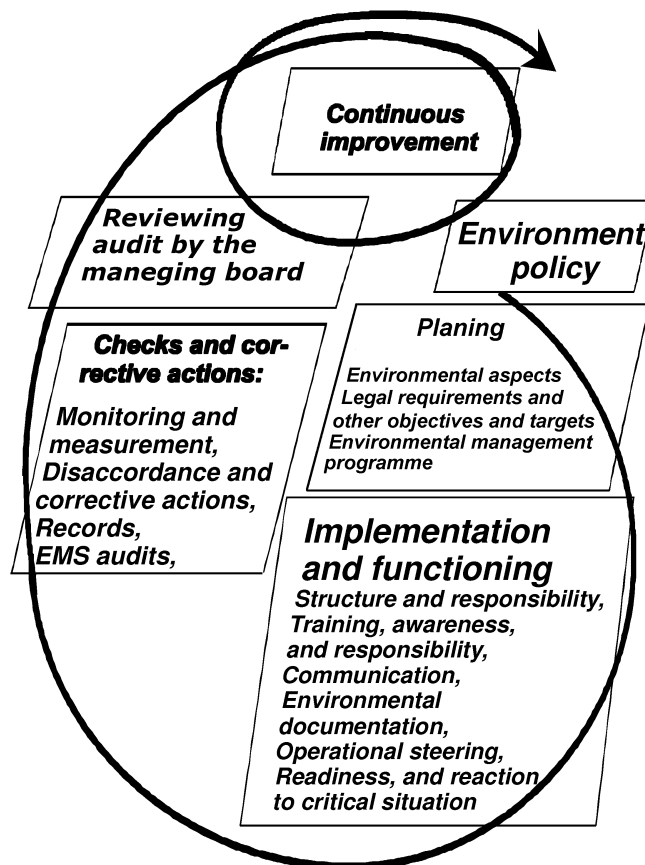 Continuous
improvement
Reviewing
audit by the
maneging board
Environment
policy
Planing
Environmental aspects
Legal requirements and
other objectives and targets
Environmental management
programme
Checks and cor-
rective actions:
Monitoring and
measurement,
Disaccordance and
corrective actions,
Records,
EMS audits,
Implementation
and functioning
Structure and responsibility,
Training, awareness,
and responsibility,
Communication,
Environmental
documentation,
Operational steering,
Readiness, and reaction
to critical situation